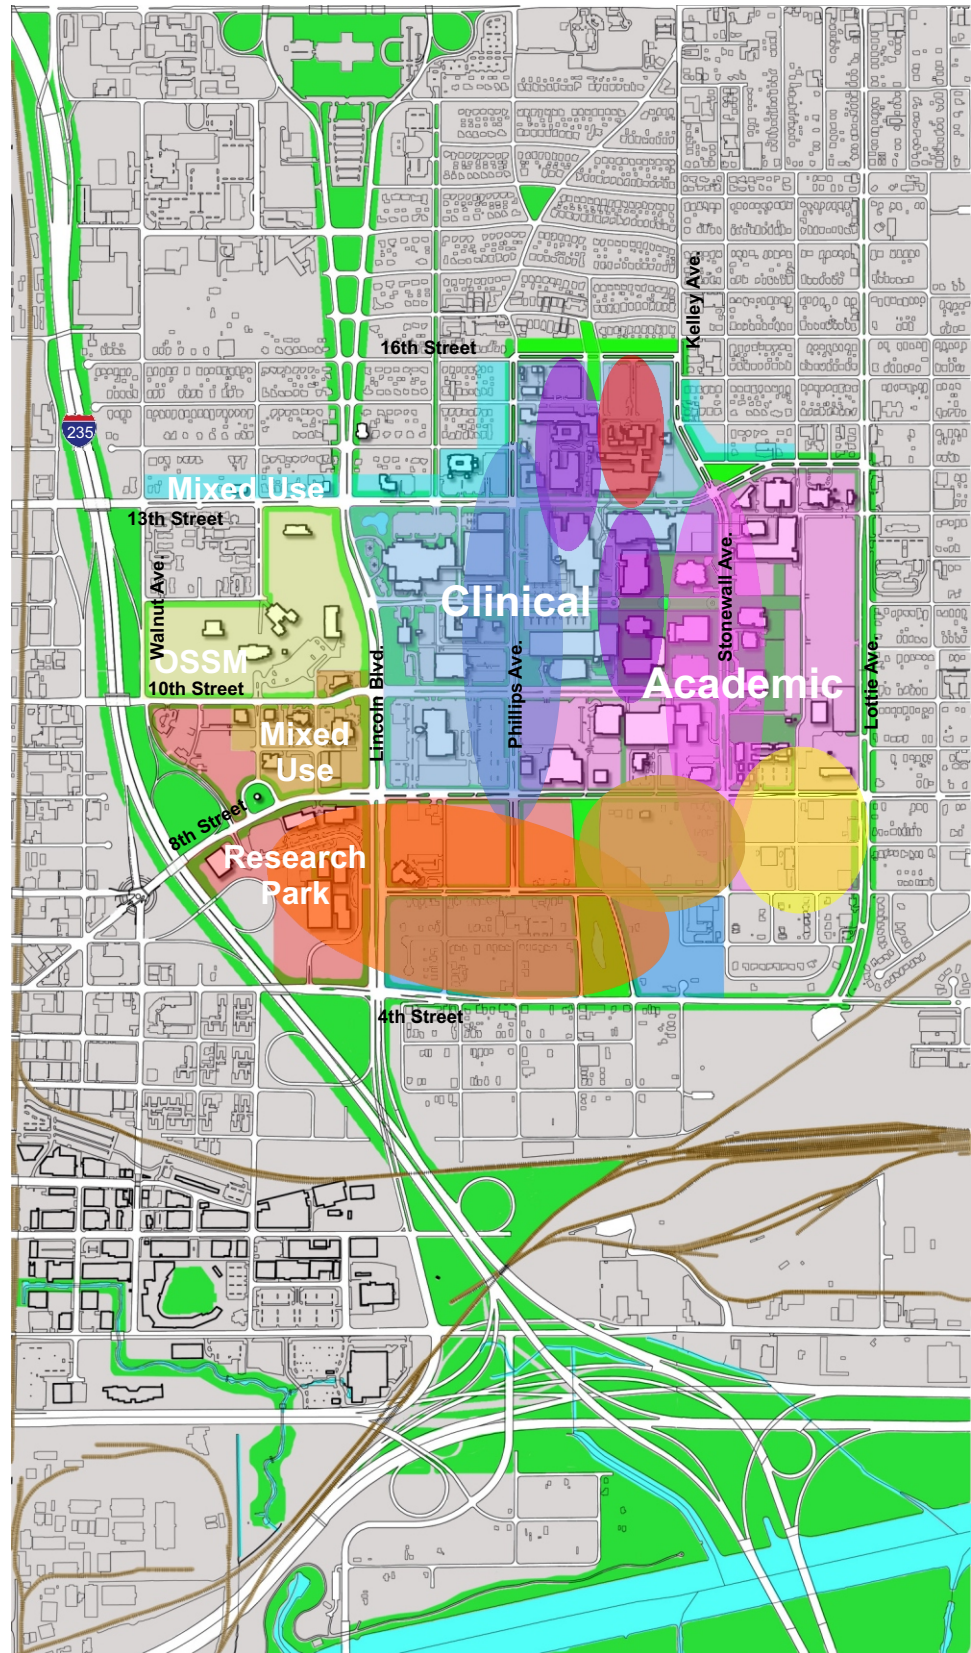 Kelley Ave.
16th Street
235
Mixed Use
13th Street
Walnut Ave.
Clinical
Stonewall Ave.
OSSM
10th Street
Lincoln Blvd.
Phillips Ave.
Academic
Lottie Ave.
Mixed
Use
8th Street
Research
Park
4th Street